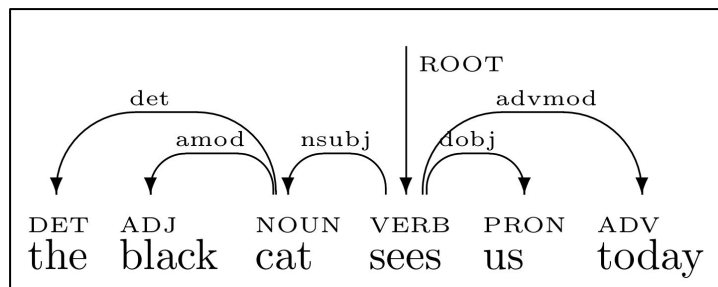 ROOT
det advmod
amod nsubj dobj
DET ADJ NOUN VERB PRON ADV
the black cat sees us today